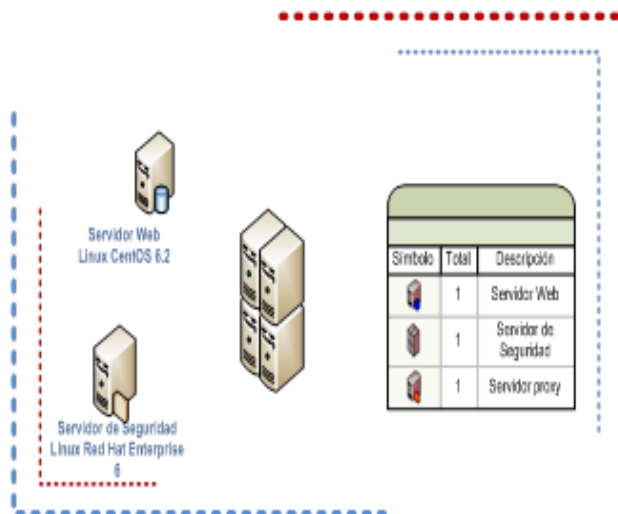 Servidor Web
Linux CentOS 6.2
Servidor de Seguridad
Linux Red Hat Enterprise
6
Símbolo Total Descripción
1 Servidor Web
1 Servidor de
Seguridad
1 Servidor proxy